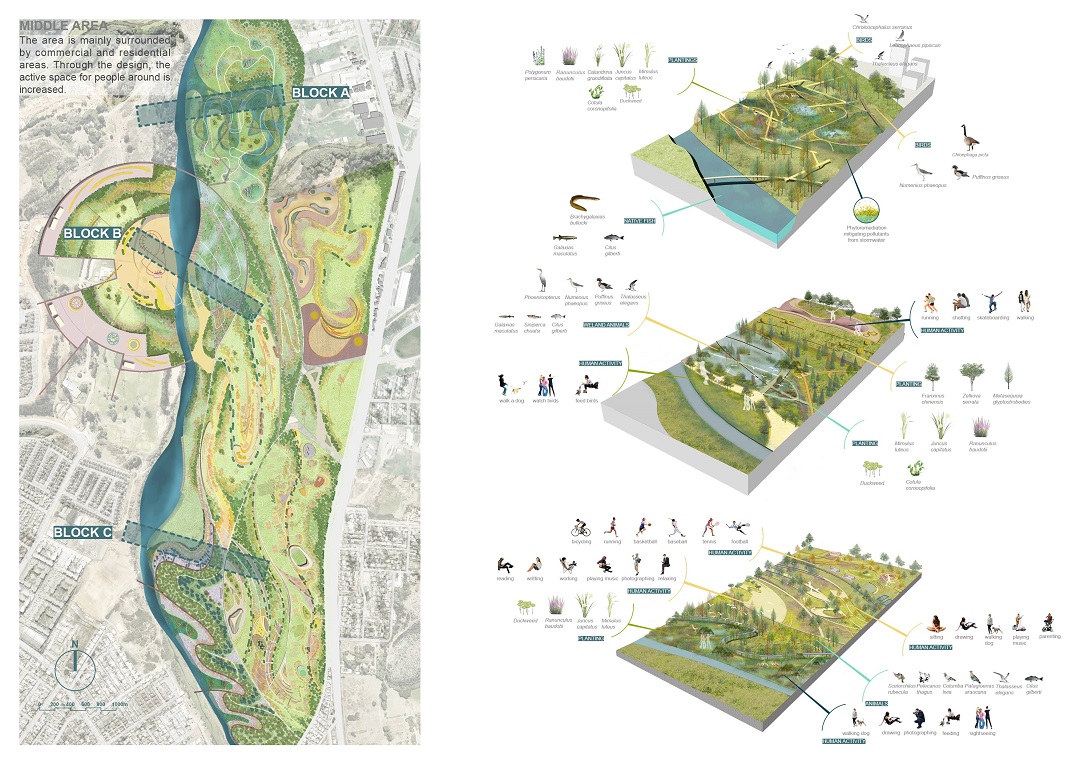 MIDDLE AREA
The area is mainly surrounded
by commercial and residential
areas. Through the design, the
active space for people around is
increased.
BLOCK A
BLOCK B
BLOCK C
N
0 200 400 600 800 1000m
PLANTINGS
Polygonum
persicaria
Ranunculus
baudotii
Calandrinia
grandiflora
Juncus
capitatus
Mimulus
luteus
Cotula
coronopifolia
Duckweed
Chroicocephalus serranus
BIRDS
Leucophaeus pipixcan
Thalasseus elegans
BIRDS
Chloephaga picta
Numenius phaeopus
Puffinus griseus
Phytoremediation
mitigating pollutants
from stormwater
NATIVE FISH
Brachygalaxias
bullocki
Galaxias
maculatus
Cilus
gilberti
Phoenicopterus
Numenius
phaeopus
Puffinus
griseus
Thalasseus
elegans
WELAND ANIMALS
Galaxias
maculatus
Siniperca
chuatsi
Cilus
gilberti
HUMAN ACTIVITY
walk a dog
watch birds
feed birds
running
chatting
skateboarding
walking
HUMAN ACTIVITY
PLANTING
Fraxinus
chinensis
Zelkova
serrata
Metasequoia
glyptostroboides
PLANTING
Mimulus
luteus
Juncus
capitatus
Ranunculus
baudotii
Duckweed
Cotula
coronopifolia
bicycling
running
basketball
baseball
tennis
football
HUMAN ACTIVITY
reading
writting
working
playing music
photographing
relaxing
HUMAN ACTIVITY
Duckweed
Ranunculus
baudotii
Juncus
capitatus
Mimulus
luteus
PLANTING
sitting
drawing
walking
dog
playing
music
parenting
HUMAN ACTIVITY
Pelecanus
thagus
Columba
livia
Patagioenas
araucana
Thalasseus
elegans
Cilus
gilberti
ANIMALS
walking dog
drawing
photographing
feeding
sightseeing
HUMAN ACTIVITY